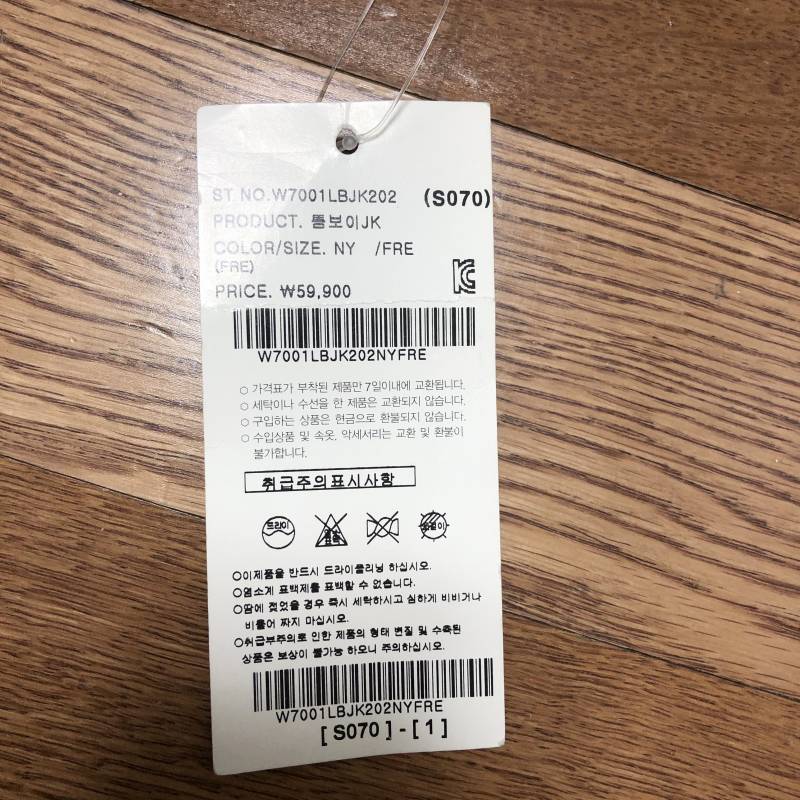 ST NO.W7001LBJK202 (S070)
PRODUCT. 뽐보이JK
COLOR/SIZE. NY /FRE
(FRE)
PRICE. ₩59,900
W7001LBJK202NYFRE
○ 가격표가 부착된 제품만 7일이내에 교환됩니다.
○ 세탁이나 수선을 한 제품은 교환되지 않습니다.
○ 구입하는 상품은 현금으로 환불되지 않습니다.
○ 수입상품 및 속옷, 악세서리는 교환 및 환불이
불가합니다.
취급주의표시사항
드라이
○이제품을 반드시 드라이클리닝 하십시오.
○염소계 표백제를 표백할 수 없습니다.
○땀에 젖었을 경우 즉시 세탁하시고 심하게 비비거나
비틀어 짜지 마십시오.
○취급부주의로 인한 제품의 형태 변질 및 수축된
상품은 보상이 불가능 하오니 주의하십시오.
W7001LBJK202NYFRE
[ S070 ] - [ 1 ]